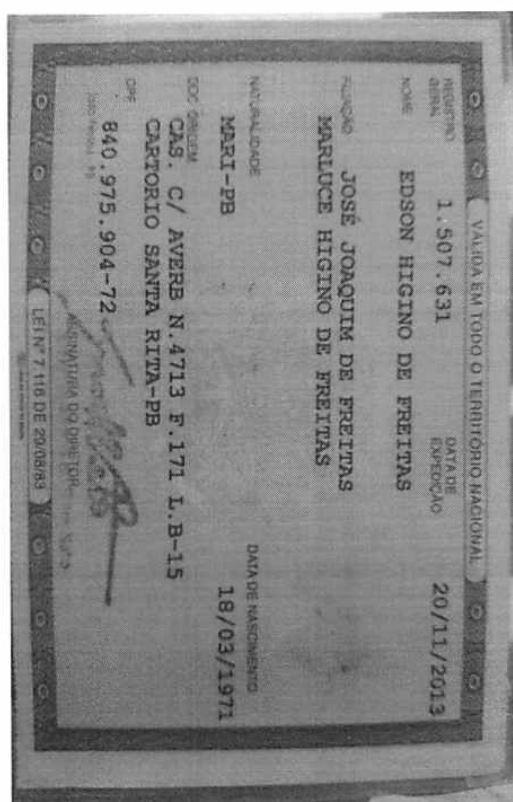 VÁLIDA EM TODO O TERRITÓRIO NACIONAL
REGISTRO GERAL 1.507.631 DATA DE EXPEDIÇÃO 20/11/2013
NOME EDSON HIGINO DE FREITAS
FILIAÇÃO JOSÉ JOAQUIM DE FREITAS
MARLUCE HIGINO DE FREITAS
NATURALIDADE DATA DE NASCIMENTO
MARI-PB 18/03/1971
DOC ORIGEM CAS. C/ AVERB N.4713 F.171 L.B-15
CARTORIO SANTA RITA-PB
CPF 840.975.904-72
ASSINATURA DO DIRETOR
LEI Nº 7.116 DE 29/08/83